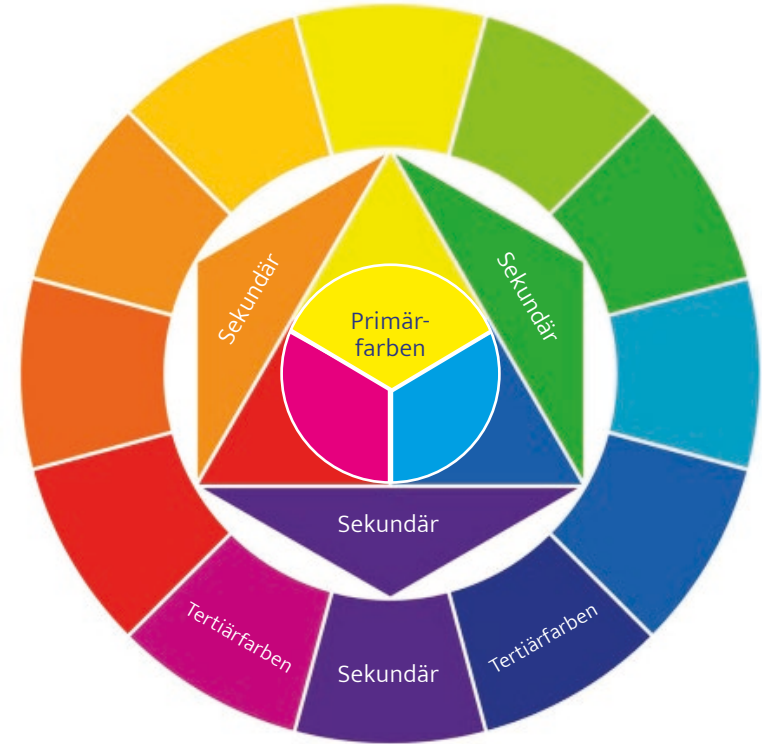 Sekundär
Sekundär
Primär-
farben
Sekundär
Tertiärfarben
Sekundär
Tertiärfarben